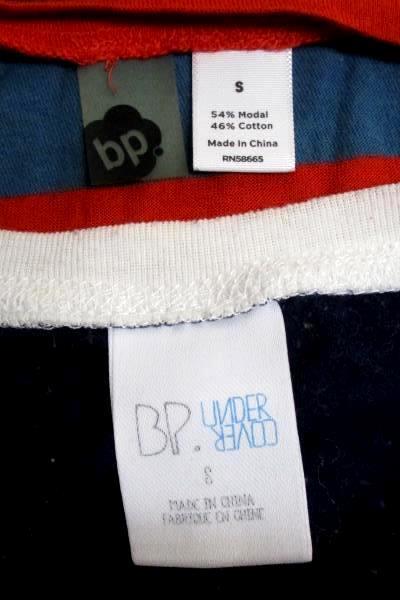 bp.
S
54% Modal
46% Cotton
Made In China
RN58665
BP. UNDER
COVER
S
MADE IN CHINA
FABRIQUE EN CHINE